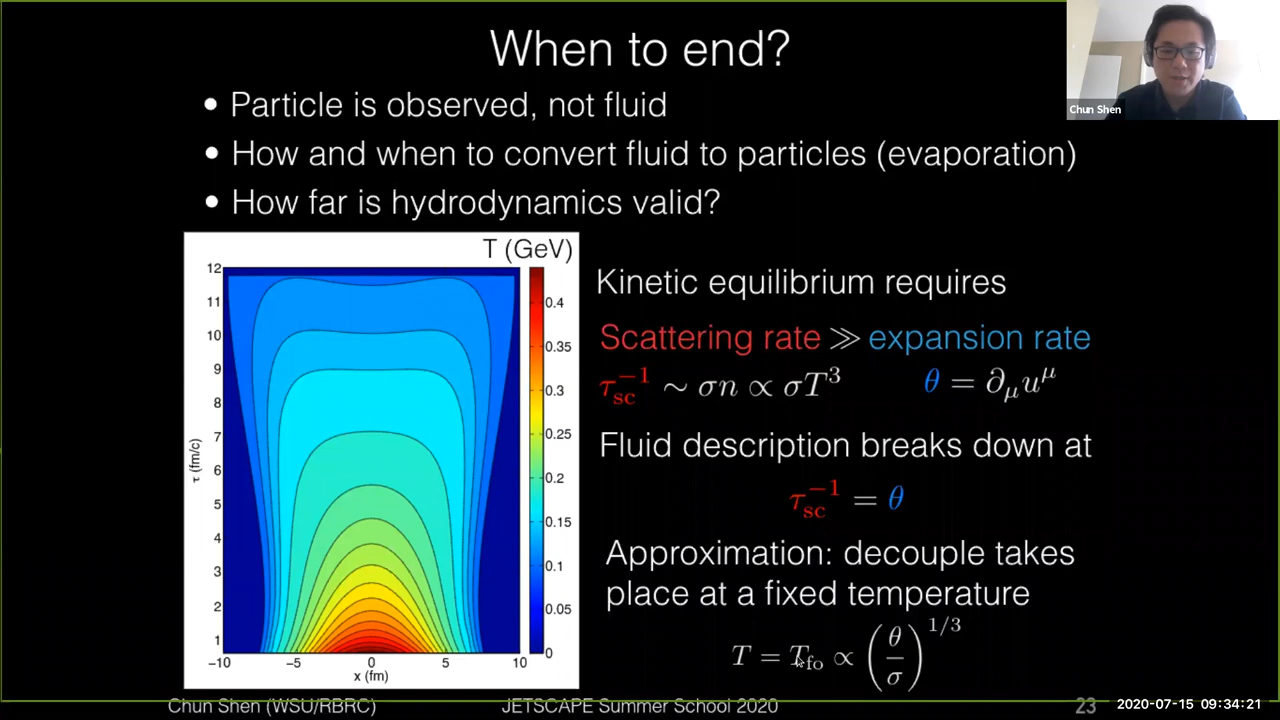 When to end?
• Particle is observed, not fluid
• How and when to convert fluid to particles (evaporation)
• How far is hydrodynamics valid?
Chun Shen
T (GeV)
12
11
10
9
8
7
6
5
4
3
2
1
τ (fm/c)
−10
−5
0
5
10
x (fm)
0.4
0.35
0.3
0.25
0.2
0.15
0.1
0.05
0
Kinetic equilibrium requires
Scattering rate ≫ expansion rate
τ_sc^−1 ∼ σn ∝ σT^3 θ = ∂_μ u^μ
Fluid description breaks down at
τ_sc^−1 = θ
Approximation: decouple takes
place at a fixed temperature
T = T_fo ∝ (θ/σ)^1/3
Chun Shen (WSU/RBRC)
JETSCAPE Summer School 2020
23
2020-07-15 09:34:21